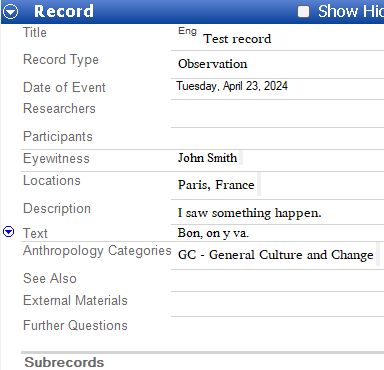 Record Show Hid
Title Eng Test record
Record Type Observation
Date of Event Tuesday, April 23, 2024
Researchers
Participants
Eyewitness John Smith
Locations Paris, France
Description I saw something happen.
Text Bon, on y va.
Anthropology Categories GC - General Culture and Change
See Also
External Materials
Further Questions
Subrecords